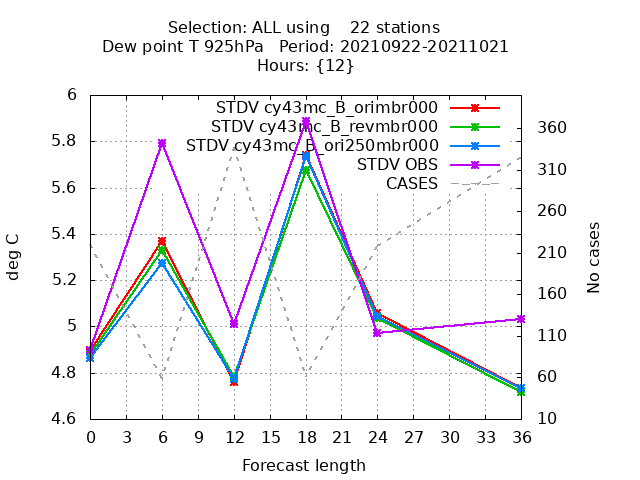 Selection: ALL using    22 stations
Dew point T 925hPa   Period: 20210922-20211021
Hours: {12}
STDV cy43mc_B_orimbr000
STDV cy43mc_B_revmbr000
STDV cy43mc_B_ori250mbr000
STDV OBS
CASES
6
5.8
5.6
5.4
5.2
5
4.8
4.6
deg C
360
310
260
210
160
110
60
10
No cases
0 3 6 9 12 15 18 21 24 27 30 33 36
Forecast length